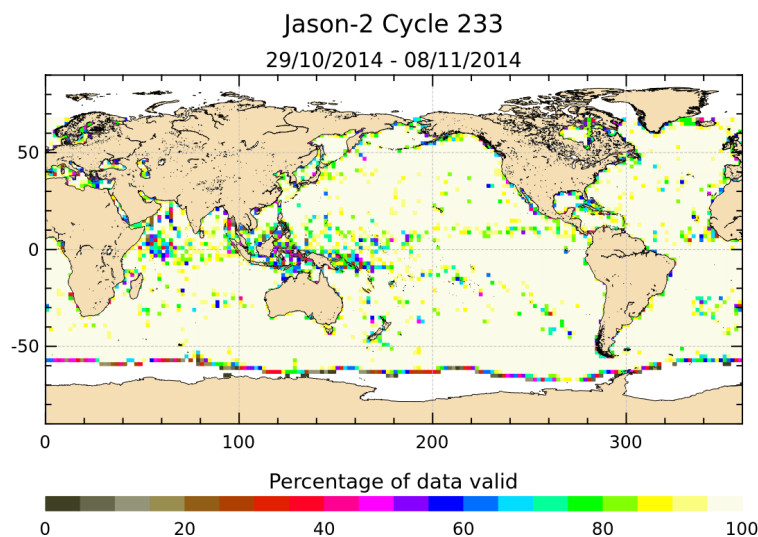 Jason-2 Cycle 233
29/10/2014 - 08/11/2014
50
0
-50
0 100 200 300
Percentage of data valid
0 20 40 60 80 100